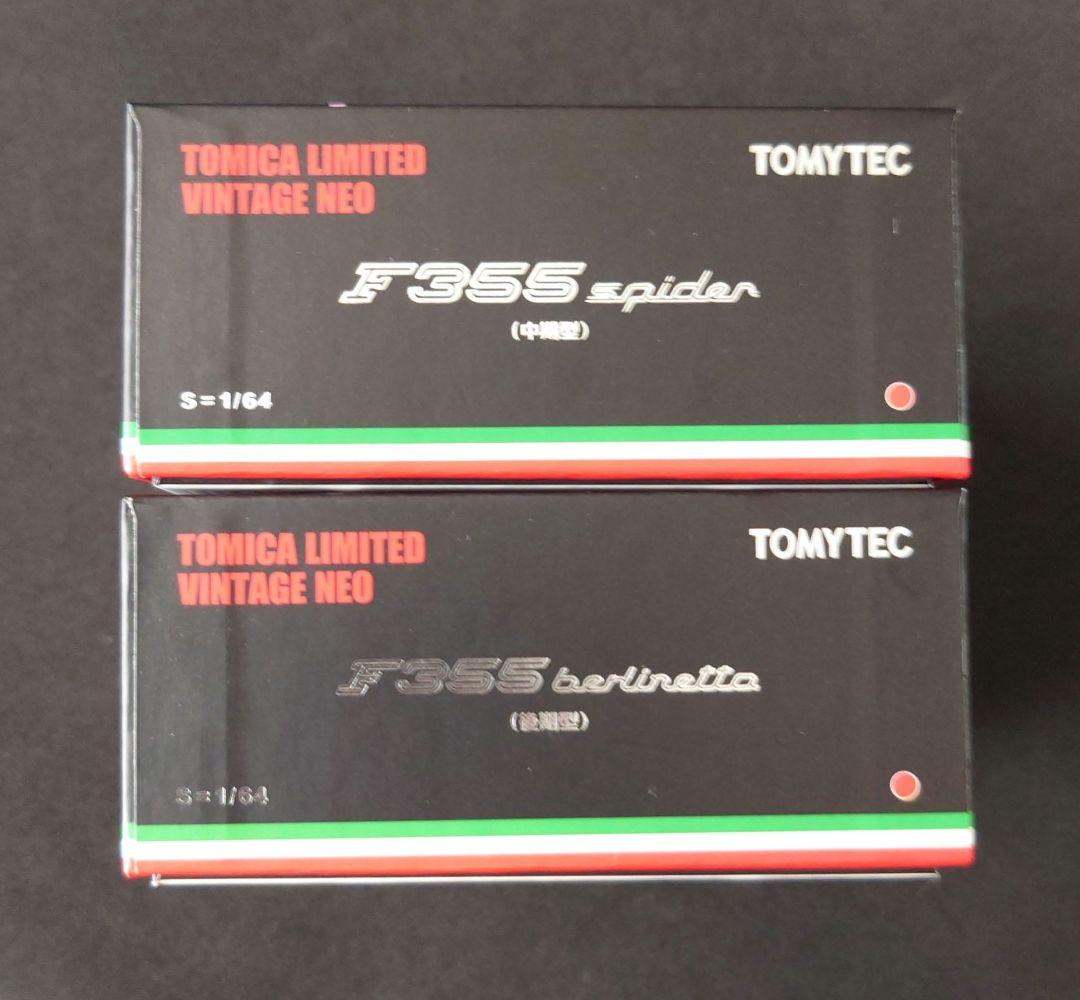 TOMICA LIMITED
VINTAGE NEO
TOMYTEC
F355 spider
(中期型)
S=1/64
TOMICA LIMITED
VINTAGE NEO
TOMYTEC
F355 berlinetta
(後期型)
S=1/64